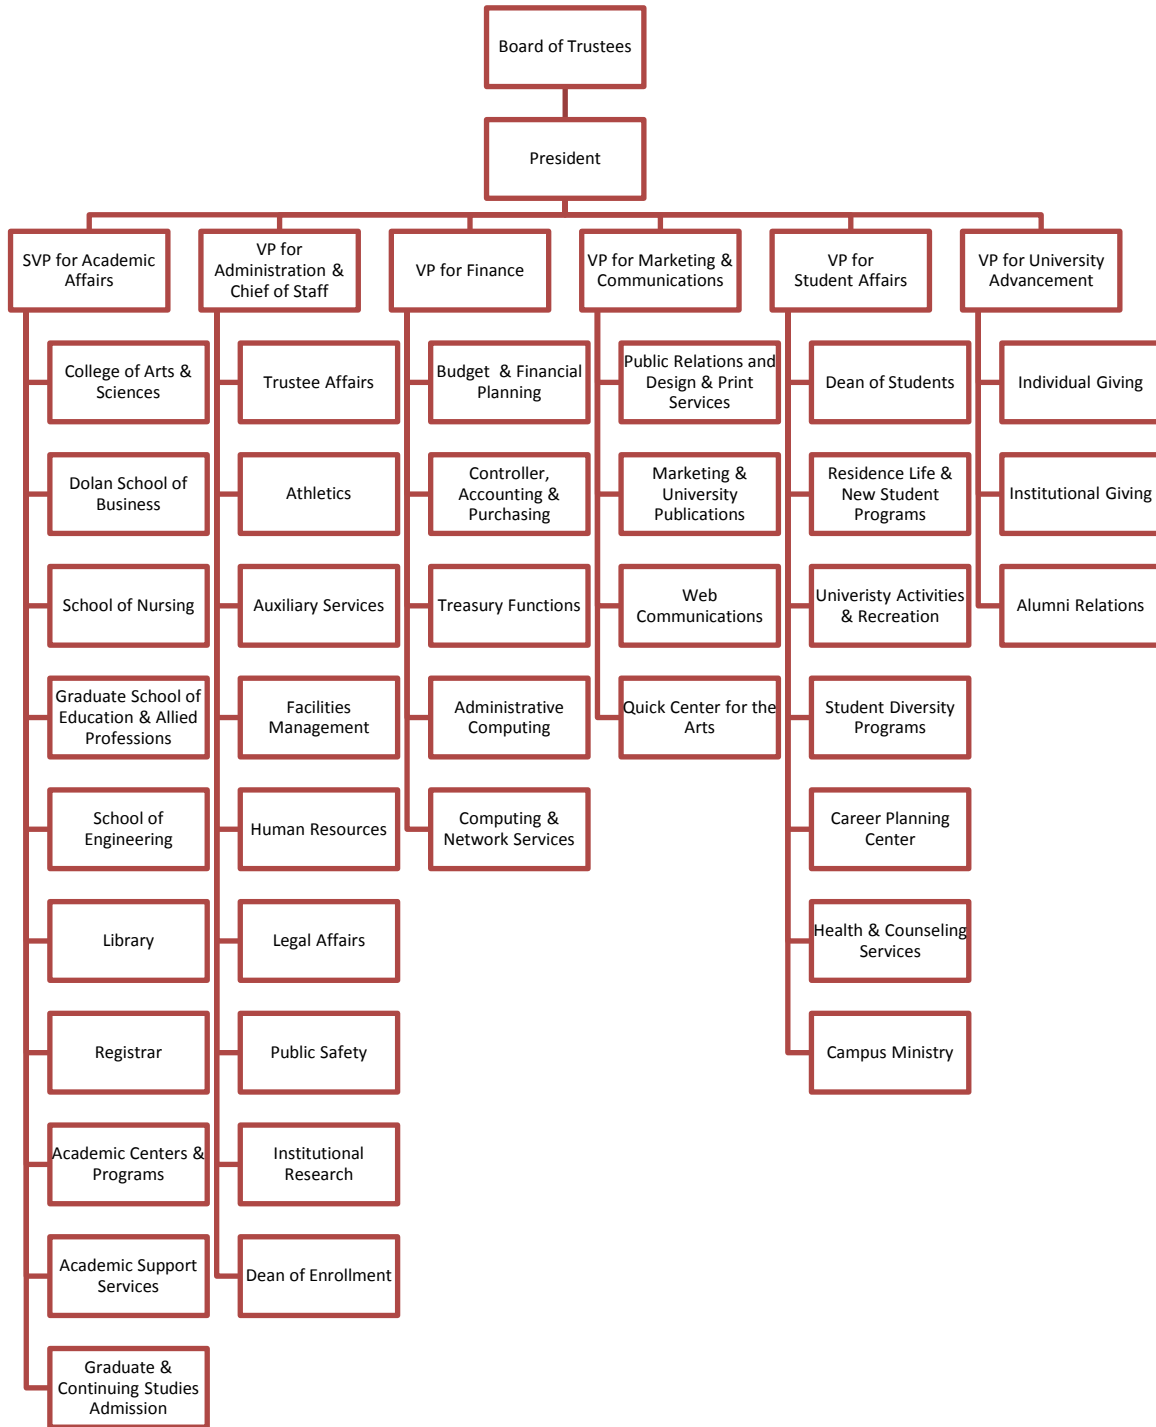 Board of Trustees
President
SVP for Academic
Affairs
VP for
Administration &
Chief of Staff
VP for Finance
VP for Marketing &
Communications
VP for
Student Affairs
VP for University
Advancement
College of Arts &
Sciences
Dolan School of
Business
School of Nursing
Graduate School of
Education & Allied
Professions
School of
Engineering
Library
Registrar
Academic Centers &
Programs
Academic Support
Services
Graduate &
Continuing Studies
Admission
Trustee Affairs
Athletics
Auxiliary Services
Facilities
Management
Human Resources
Legal Affairs
Public Safety
Institutional
Research
Dean of Enrollment
Budget & Financial
Planning
Controller,
Accounting &
Purchasing
Treasury Functions
Administrative
Computing
Computing &
Network Services
Public Relations and
Design & Print
Services
Marketing &
University
Publications
Web
Communications
Quick Center for the
Arts
Dean of Students
Residence Life &
New Student
Programs
Univeristy Activities
& Recreation
Student Diversity
Programs
Career Planning
Center
Health & Counseling
Services
Campus Ministry
Individual Giving
Institutional Giving
Alumni Relations